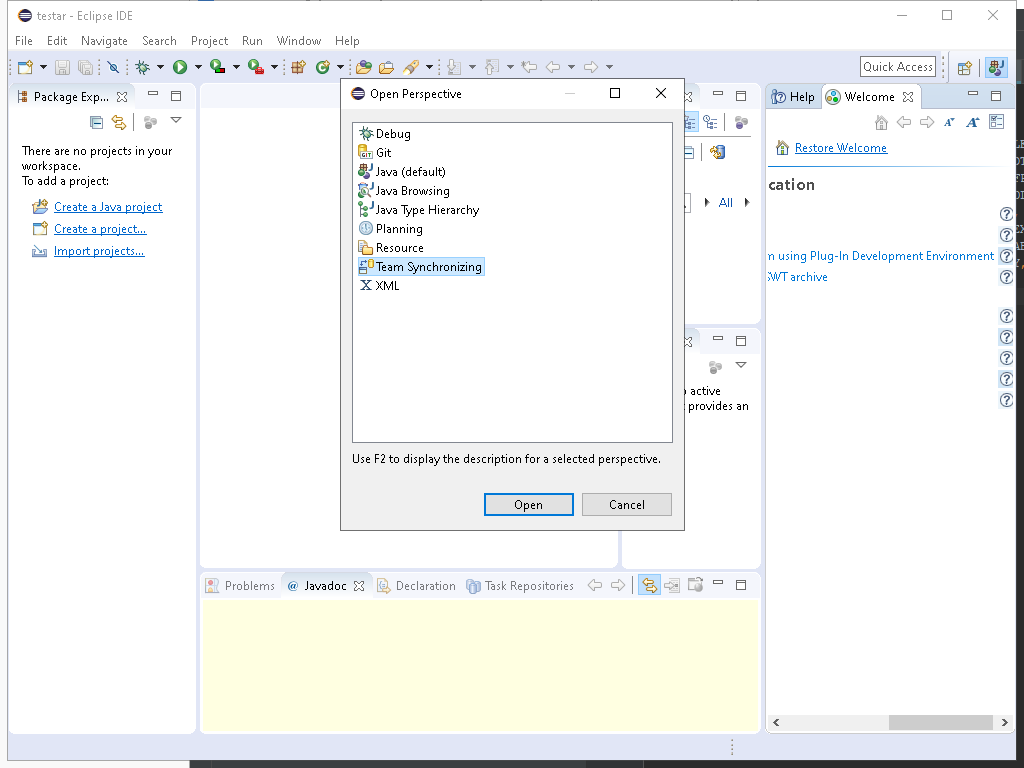 testar - Eclipse IDE
File Edit Navigate Search Project Run Window Help
Quick Access
Package Exp...
There are no projects in your
workspace.
To add a project:
Create a Java project
Create a project...
Import projects...
Open Perspective
Debug
Git
Java (default)
Java Browsing
Java Type Hierarchy
Planning
Resource
Team Synchronizing
XML
Use F2 to display the description for a selected perspective.
Open Cancel
All
active
provides an
Help Welcome
Restore Welcome
cation
using Plug-In Development Environment
SWT archive
Problems @ Javadoc Declaration Task Repositories